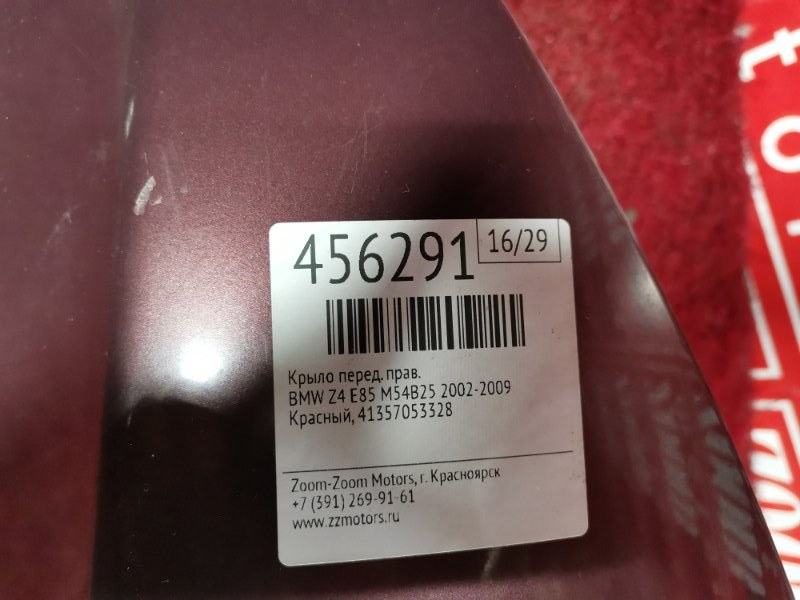 456291
16/29
Крыло перед. прав.
BMW Z4 E85 M54B25 2002-2009
Красный, 41357053328
Zoom-Zoom Motors, г. Красноярск
+7 (391) 269-91-61
www.zzmotors.ru